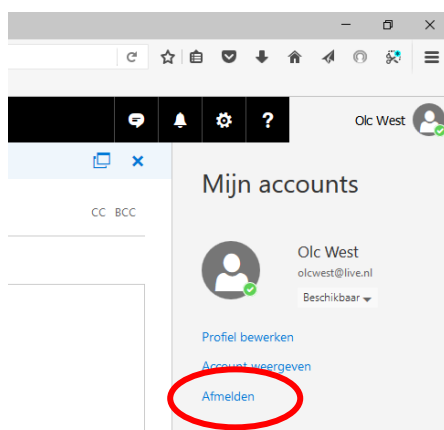 Olc West
Mijn accounts
CC BCC
Olc West
olcwest@live.nl
Beschikbaar
Profiel bewerken
Account weergeven
Afmelden